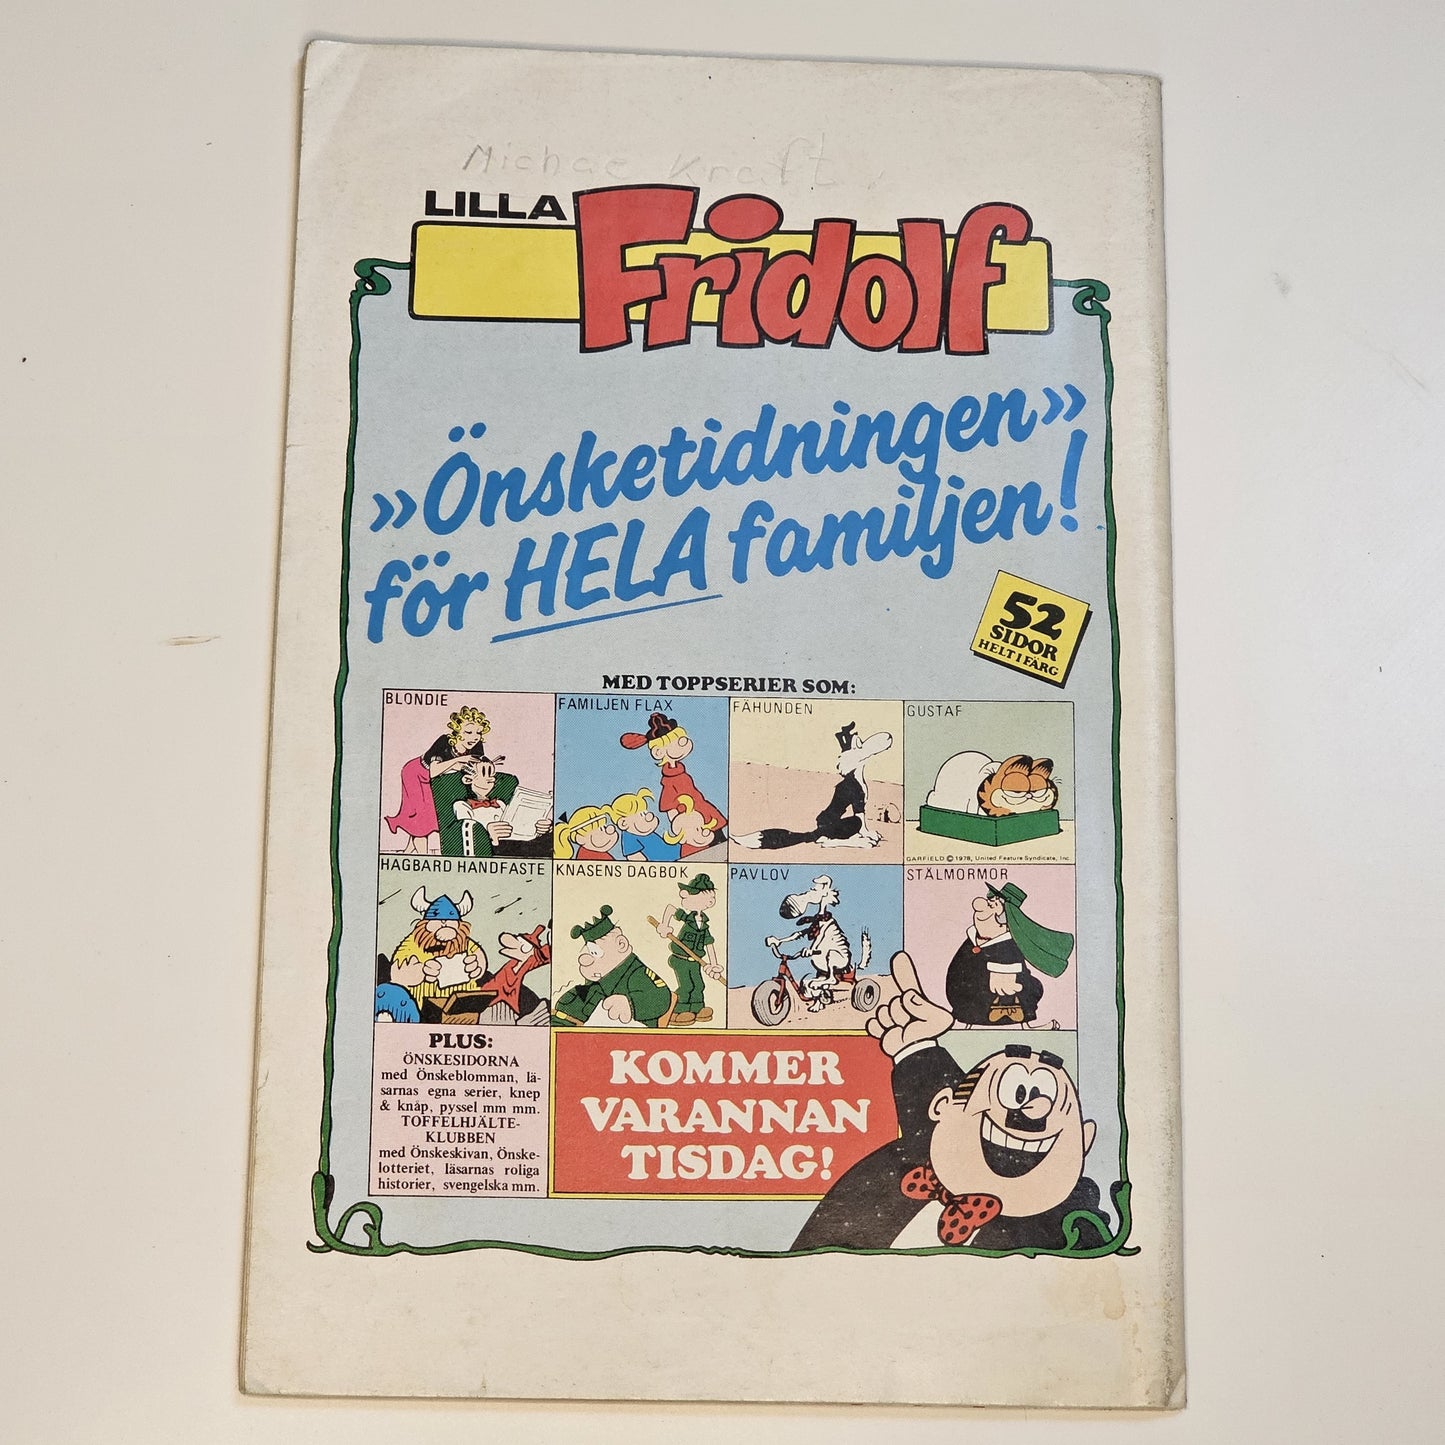 Michae Kraft
LILLA
Fridolf
»Önsketidningen»
för HELA familjen!
52
SIDOR
HELT I FÄRG
MED TOPPSERIER SOM:
BLONDIE
FAMILJEN FLAX
FÅHUNDEN
GUSTAF
GARFIELD © 1978, United Feature Syndicate, Inc
HAGBARD HANDFASTE
KNASENS DAGBOK
PAVLOV
STÅLMORMOR
PLUS:
ÖNSKESIDORNA
med Önskeblomman, lä-
sarnas egna serier, knep
& knåp, pyssel mm mm.
TOFFELHJÄLTE-
KLUBBEN
med Önskeskivan, Önske-
lotteriet, läsarnas roliga
historier, svengelska mm.
KOMMER
VARANNAN
TISDAG!